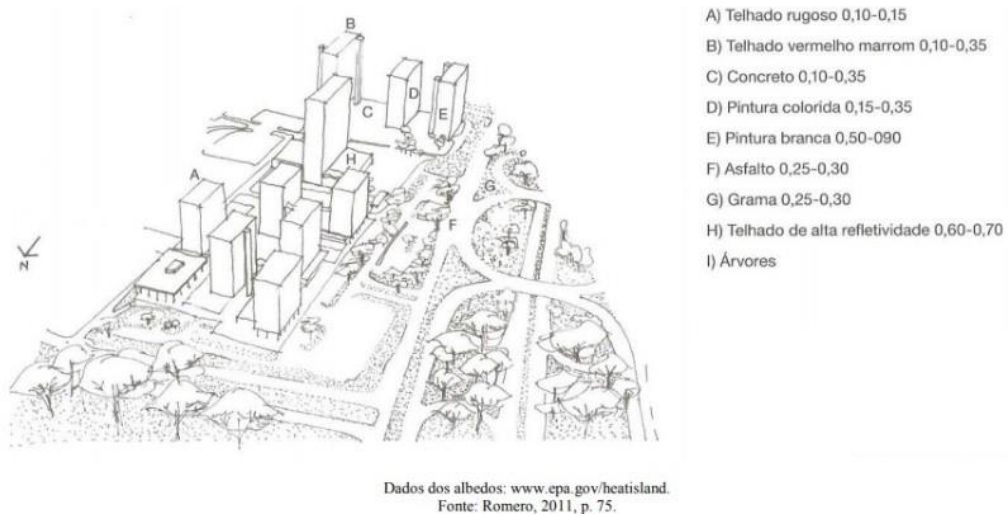 B
D
C
E
H
A
G
F
N
A) Telhado rugoso 0,10-0,15
B) Telhado vermelho marrom 0,10-0,35
C) Concreto 0,10-0,35
D) Pintura colorida 0,15-0,35
E) Pintura branca 0,50-090
F) Asfalto 0,25-0,30
G) Grama 0,25-0,30
H) Telhado de alta refletividade 0,60-0,70
I) Árvores
Dados dos albedos: www.epa.gov/heatisland.
Fonte: Romero, 2011, p. 75.